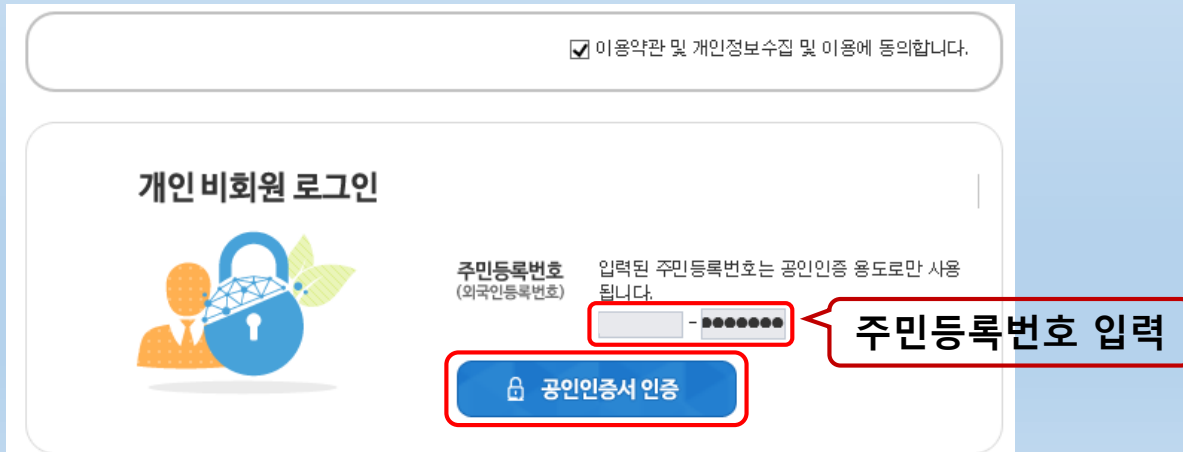 이용약관 및 개인정보수집 및 이용에 동의합니다.
개인 비회원 로그인
주민등록번호
(외국인등록번호)
입력된 주민등록번호는 공인인증 용도로만 사용
됩니다.
- ●●●●●●●
주민등록번호 입력
공인인증서 인증